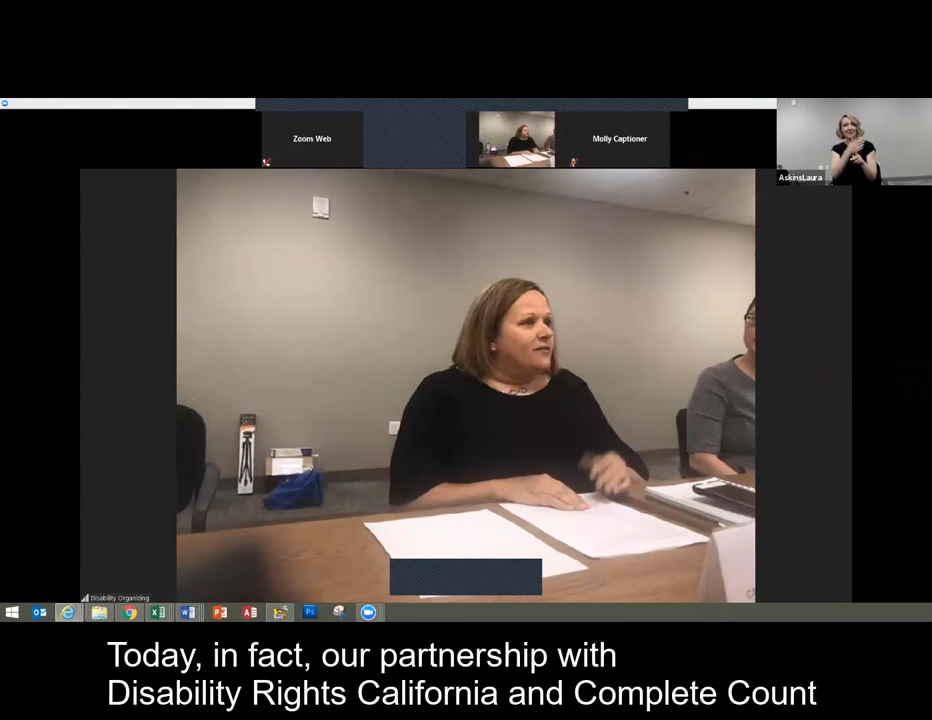 Zoom Web
Molly Captioner
AskinsLaura
Disability Organizing
Today, in fact, our partnership with
Disability Rights California and Complete Count